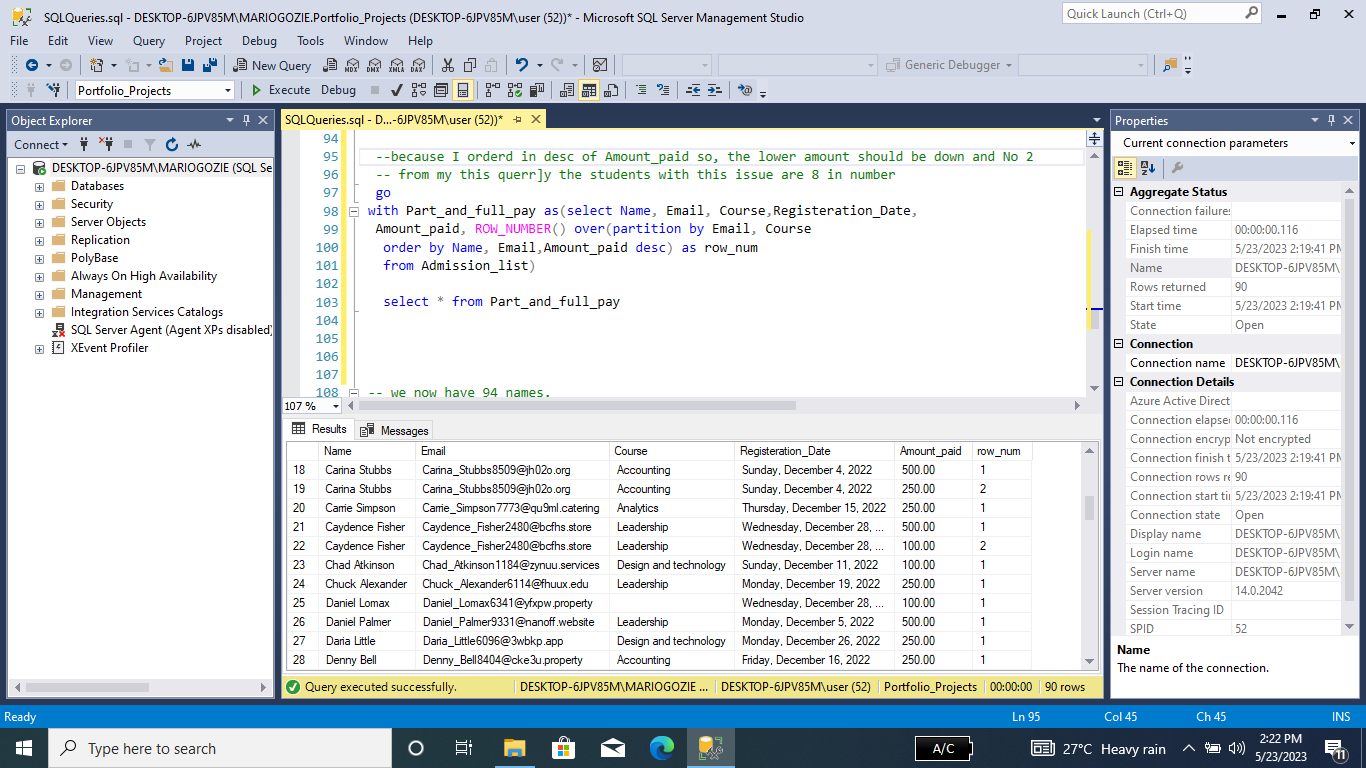 SQLQueries.sql - DESKTOP-6JPV85M\MARIOGOZIE.Portfolio_Projects (DESKTOP-6JPV85M\user (52))* - Microsoft SQL Server Management Studio
Quick Launch (Ctrl+Q)
File Edit View Query Project Debug Tools Window Help
New Query MDX DMX XMLA DAX Generic Debugger
Portfolio_Projects Execute Debug
Object Explorer
Connect
DESKTOP-6JPV85M\MARIOGOZIE (SQL Se
Databases
Security
Server Objects
Replication
PolyBase
Always On High Availability
Management
Integration Services Catalogs
SQL Server Agent (Agent XPs disabled)
XEvent Profiler
SQLQueries.sql - D...-6JPV85M\user (52))*
94
95 --because I orderd in desc of Amount_paid so, the lower amount should be down and No 2
96 -- from my this querr]y the students with this issue are 8 in number
97 go
98 with Part_and_full_pay as(select Name, Email, Course,Registeration_Date,
99 Amount_paid, ROW_NUMBER() over(partition by Email, Course
100 order by Name, Email,Amount_paid desc) as row_num
101 from Admission_list)
102
103 select * from Part_and_full_pay
104
105
106
107
108 -- we now have 94 names.
107 %
Results Messages
Name Email Course Registeration_Date Amount_paid row_num
18 Carina Stubbs Carina_Stubbs8509@jh02o.org Accounting Sunday, December 4, 2022 500.00 1
19 Carina Stubbs Carina_Stubbs8509@jh02o.org Accounting Sunday, December 4, 2022 250.00 2
20 Carrie Simpson Carrie_Simpson7773@qu9ml.catering Analytics Thursday, December 15, 2022 250.00 1
21 Caydence Fisher Caydence_Fisher2480@bcfhs.store Leadership Wednesday, December 28, ... 500.00 1
22 Caydence Fisher Caydence_Fisher2480@bcfhs.store Leadership Wednesday, December 28, ... 100.00 2
23 Chad Atkinson Chad_Atkinson1184@zynuu.services Design and technology Sunday, December 11, 2022 100.00 1
24 Chuck Alexander Chuck_Alexander6114@fhuux.edu Leadership Monday, December 19, 2022 250.00 1
25 Daniel Lomax Daniel_Lomax6341@yfxpw.property Wednesday, December 28, ... 100.00 1
26 Daniel Palmer Daniel_Palmer9331@nanoff.website Leadership Monday, December 5, 2022 500.00 1
27 Daria Little Daria_Little6096@3wbkp.app Design and technology Monday, December 26, 2022 250.00 1
28 Denny Bell Denny_Bell8404@cke3u.property Accounting Friday, December 16, 2022 250.00 1
Query executed successfully. DESKTOP-6JPV85M\MARIOGOZIE ... DESKTOP-6JPV85M\user (52) Portfolio_Projects 00:00:00 90 rows
Properties
Current connection parameters
Aggregate Status
Connection failures
Elapsed time 00:00:00.116
Finish time 5/23/2023 2:19:41 PM
Name DESKTOP-6JPV85M\
Rows returned 90
Start time 5/23/2023 2:19:41 PM
State Open
Connection
Connection name DESKTOP-6JPV85M\
Connection Details
Azure Active Direct
Connection elapse 00:00:00.116
Connection encryp Not encrypted
Connection finish t 5/23/2023 2:19:41 PM
Connection rows re 90
Connection start ti 5/23/2023 2:19:41 PM
Connection state Open
Display name DESKTOP-6JPV85M\
Login name DESKTOP-6JPV85M\
Server name DESKTOP-6JPV85M\
Server version 14.0.2042
Session Tracing ID
SPID 52
Name
The name of the connection.
Ready Ln 95 Col 45 Ch 45 INS
Type here to search
A/C
27°C Heavy rain
2:22 PM
5/23/2023
11